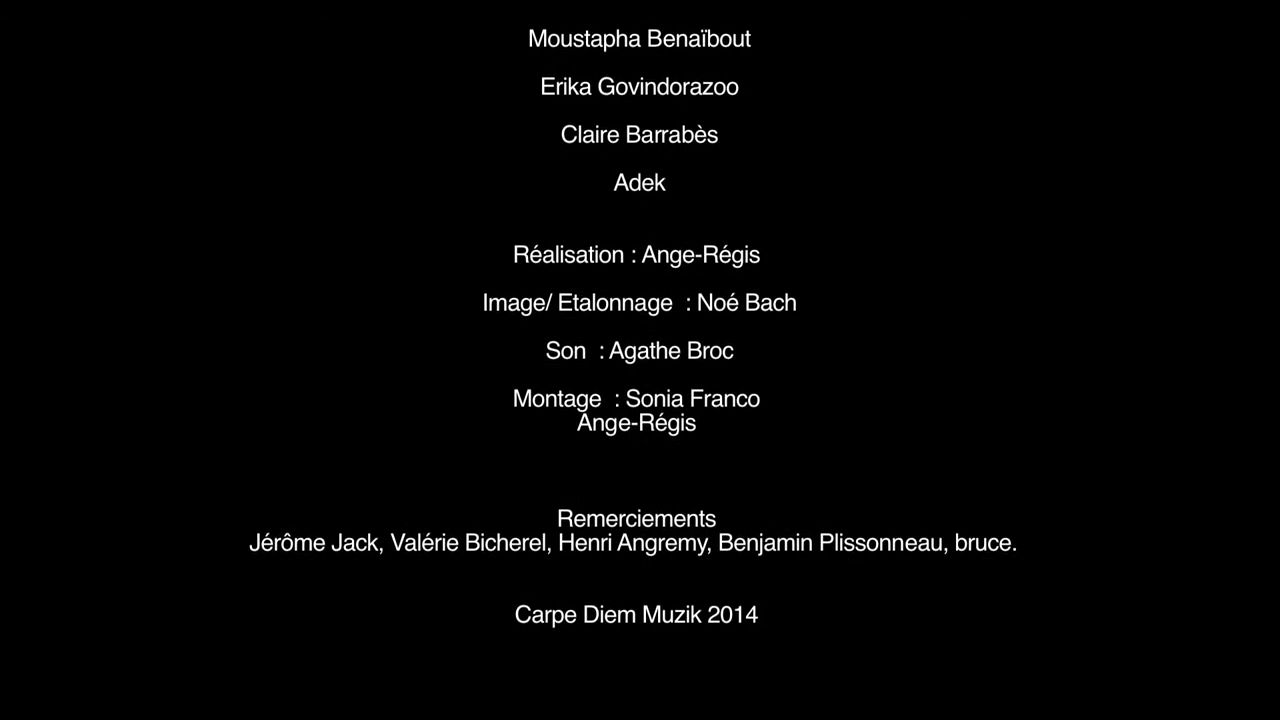 Moustapha Benaïbout
Erika Govindorazoo
Claire Barrabès
Adek
Réalisation : Ange-Régis
Image/ Etalonnage  : Noé Bach
Son  : Agathe Broc
Montage  : Sonia Franco
Ange-Régis
Remerciements
Jérôme Jack, Valérie Bicherel, Henri Angremy, Benjamin Plissonneau, bruce.
Carpe Diem Muzik 2014